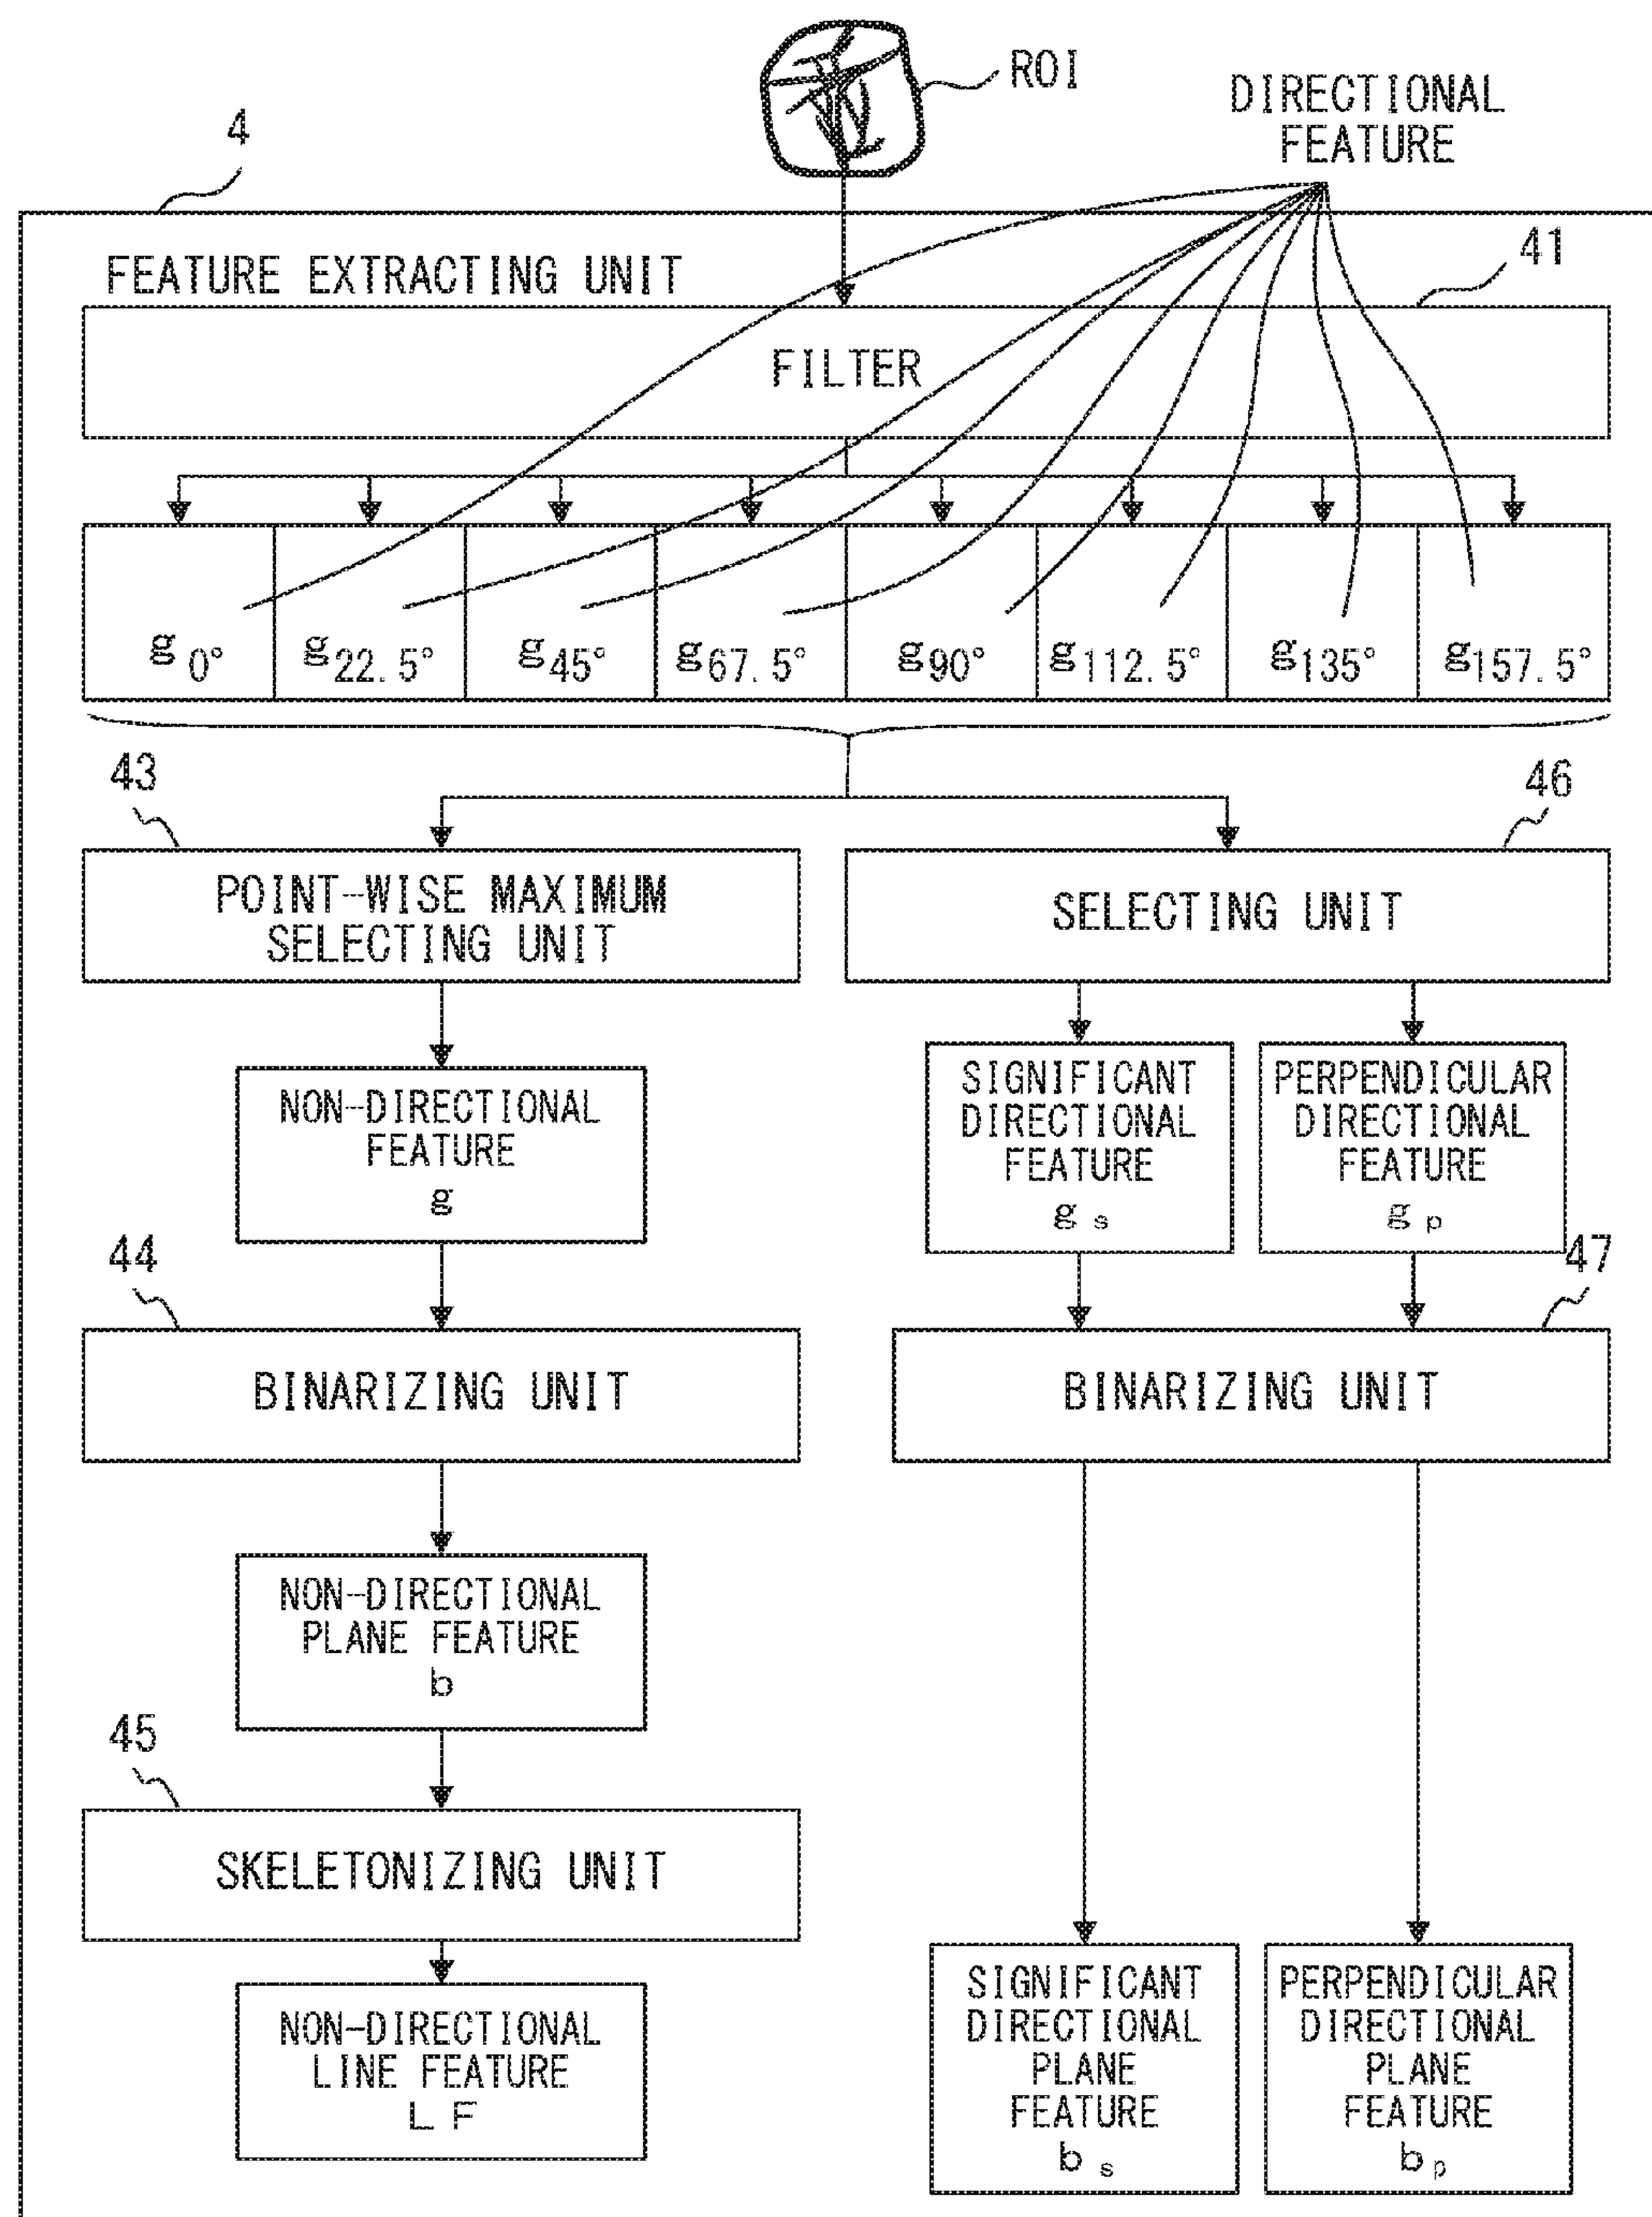 ROI
DIRECTIONAL
FEATURE
4
FEATURE EXTRACTING UNIT
41
FILTER
g0° g22.5° g45° g67.5° g90° g112.5° g135° g157.5°
43
46
POINT-WISE MAXIMUM
SELECTING UNIT
SELECTING UNIT
NON-DIRECTIONAL
FEATURE
g
SIGNIFICANT
DIRECTIONAL
FEATURE
gs
PERPENDICULAR
DIRECTIONAL
FEATURE
gp
44
47
BINARIZING UNIT
BINARIZING UNIT
NON-DIRECTIONAL
PLANE FEATURE
b
45
SKELETONIZING UNIT
NON-DIRECTIONAL
LINE FEATURE
LF
SIGNIFICANT
DIRECTIONAL
PLANE
FEATURE
bs
PERPENDICULAR
DIRECTIONAL
PLANE
FEATURE
bp